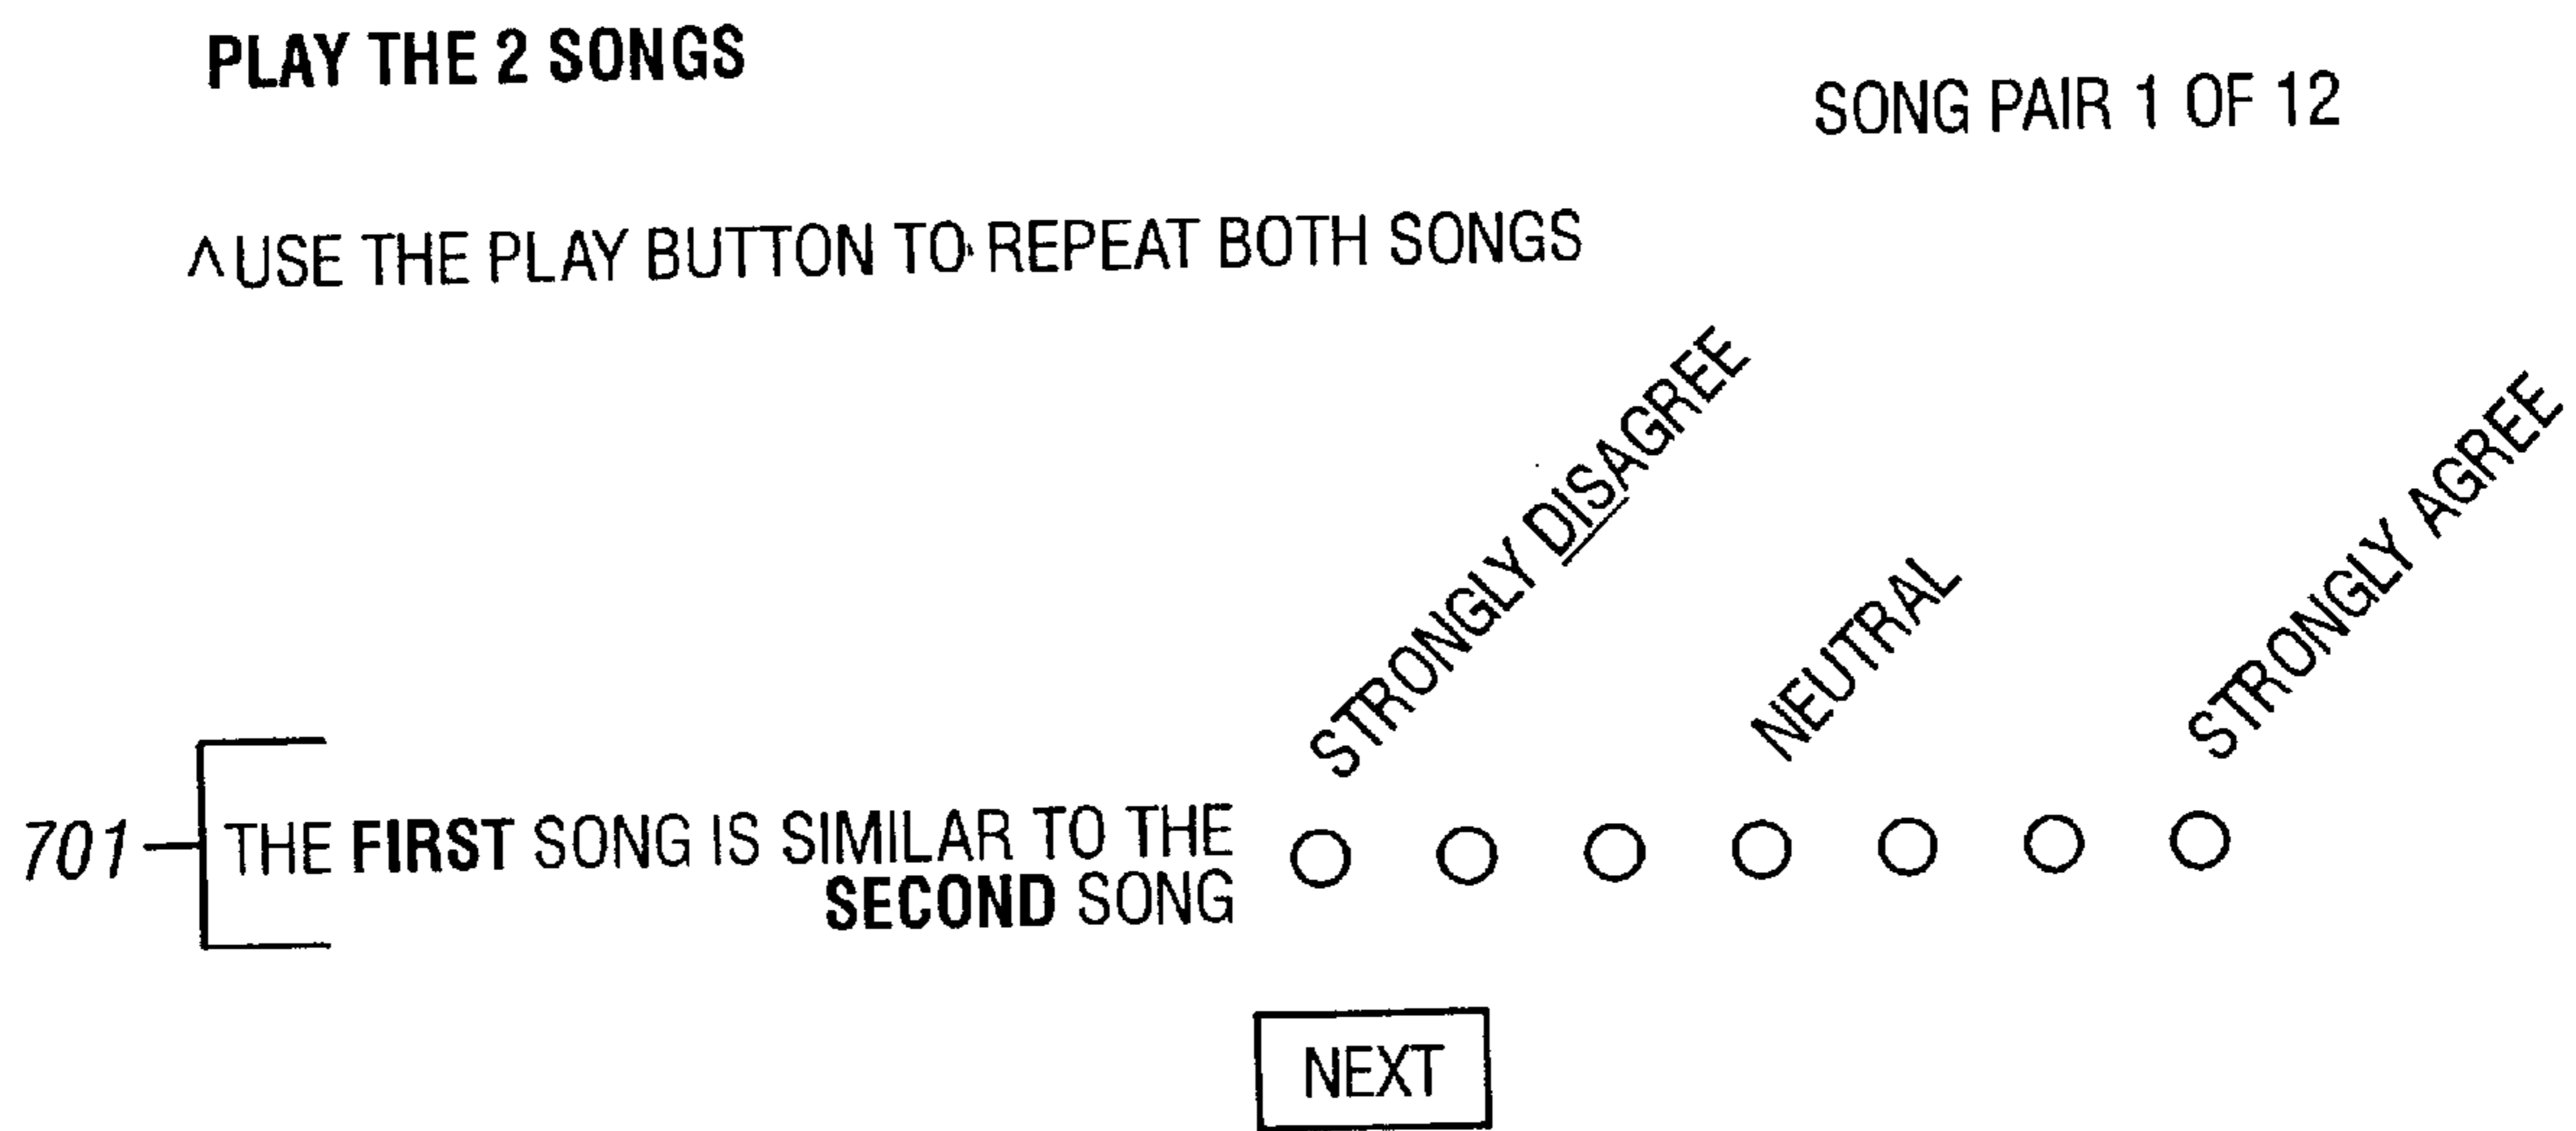 PLAY THE 2 SONGS
SONG PAIR 1 OF 12
^USE THE PLAY BUTTON TO REPEAT BOTH SONGS
STRONGLY DISAGREE
NEUTRAL
STRONGLY AGREE
701
THE FIRST SONG IS SIMILAR TO THE
SECOND SONG
NEXT